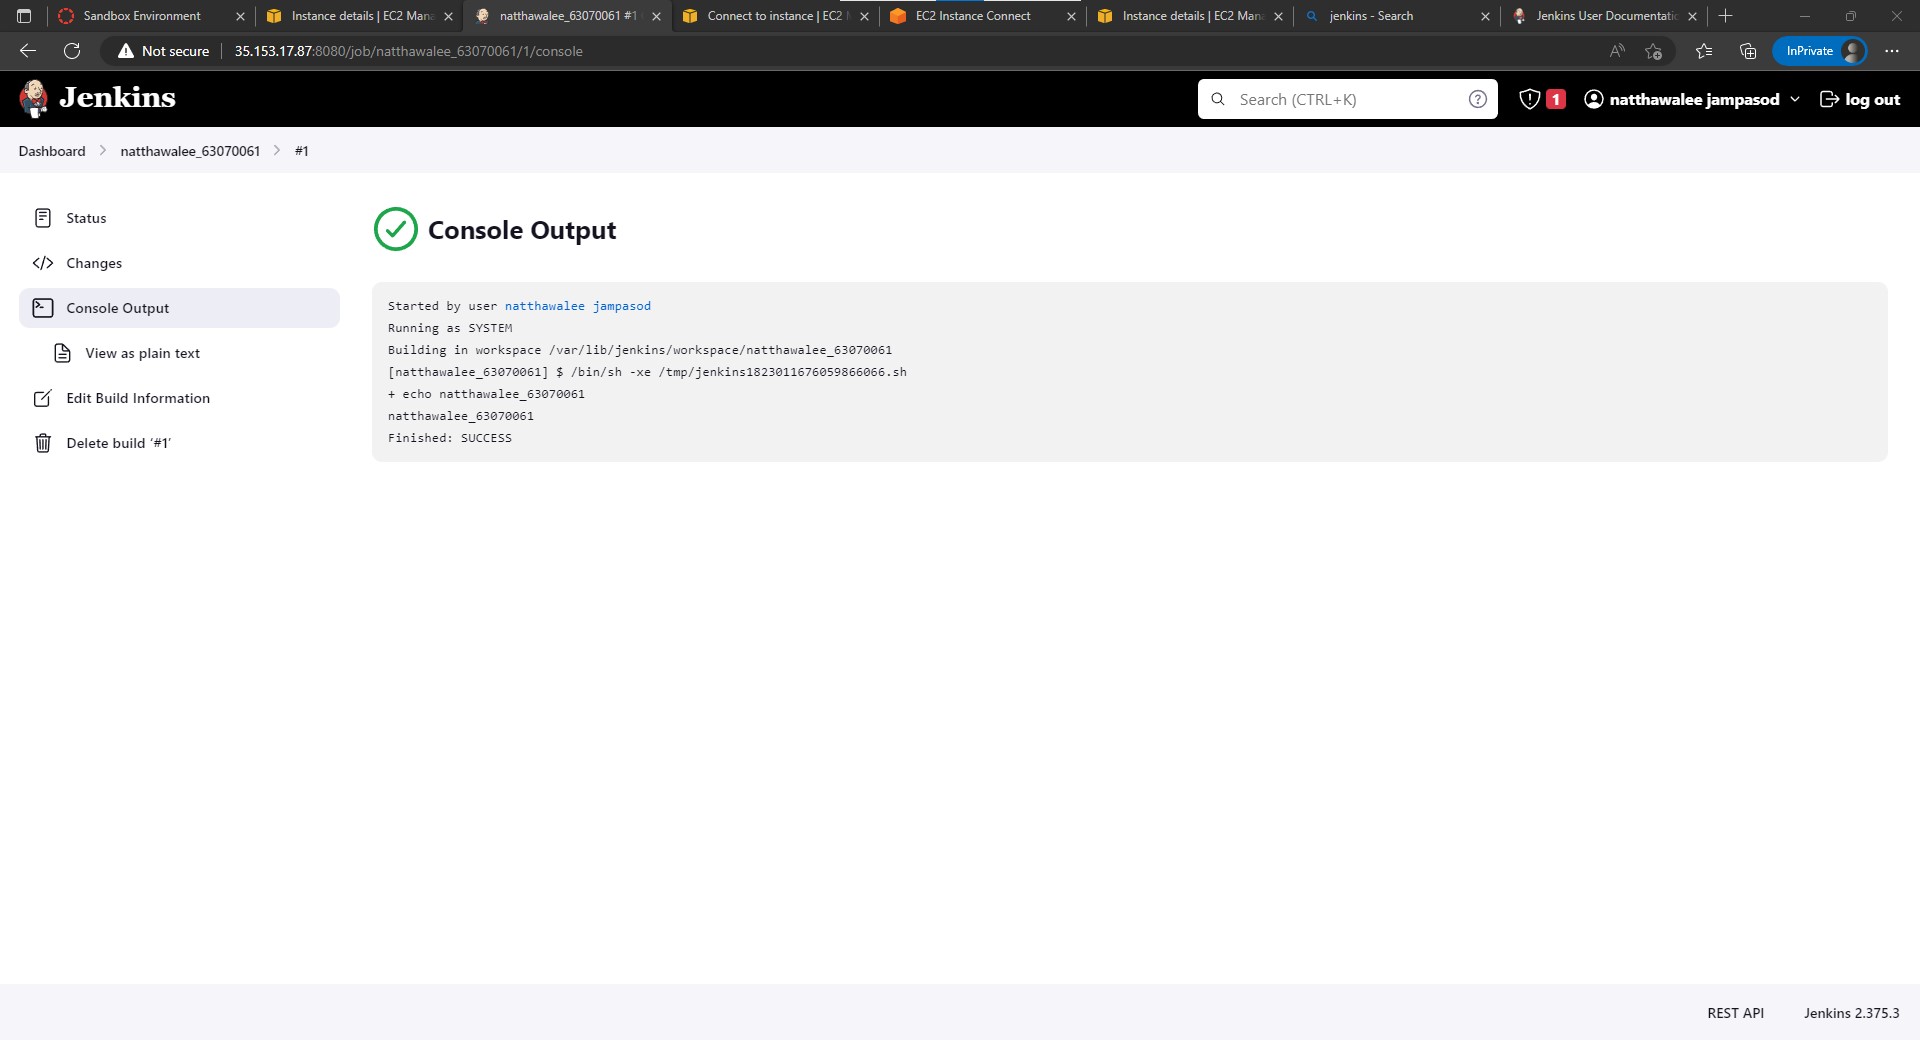 Sandbox Environment
Instance details | EC2 Mana
natthawalee_63070061 #1
Connect to instance | EC2 M
EC2 Instance Connect
Instance details | EC2 Mana
jenkins - Search
Jenkins User Documentatic
Not secure
35.153.17.87:8080/job/natthawalee_63070061/1/console
InPrivate
Jenkins
Search (CTRL+K)
1
natthawalee jampasod
log out
Dashboard
natthawalee_63070061
#1
Status
Changes
Console Output
View as plain text
Edit Build Information
Delete build ‘#1’
Console Output
Started by user natthawalee jampasod
Running as SYSTEM
Building in workspace /var/lib/jenkins/workspace/natthawalee_63070061
[natthawalee_63070061] $ /bin/sh -xe /tmp/jenkins1823011676059866066.sh
+ echo natthawalee_63070061
natthawalee_63070061
Finished: SUCCESS
REST API
Jenkins 2.375.3